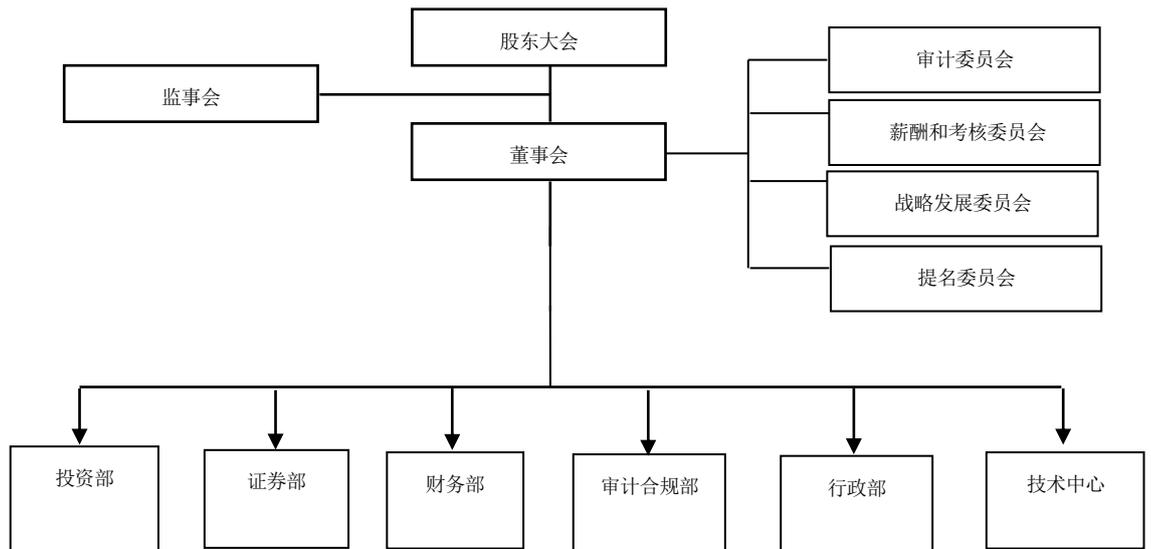 股东大会
审计委员会
监事会
薪酬和考核委员会
董事会
战略发展委员会
提名委员会
投资部
证券部
财务部
审计合规部
行政部
技术中心